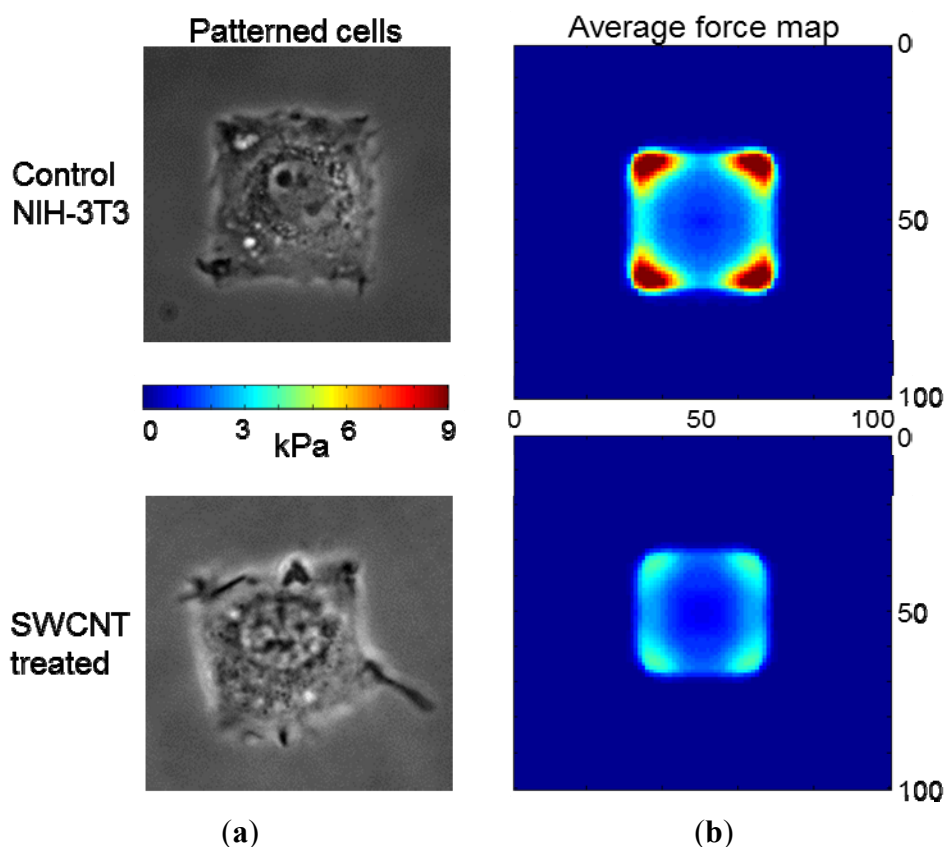 Patterned cells
Average force map
Control
NIH-3T3
0
50
100
0 50 100
0 3 6 9
kPa
SWCNT
treated
0
50
100
(a) (b)